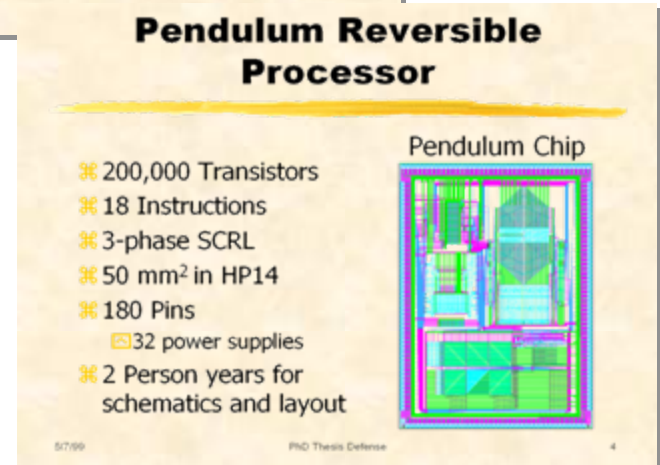 Pendulum Reversible
Processor
Pendulum Chip
200,000 Transistors
18 Instructions
3-phase SCRL
50 mm² in HP14
180 Pins
32 power supplies
2 Person years for
schematics and layout
5/7/99 PhD Thesis Defense 4